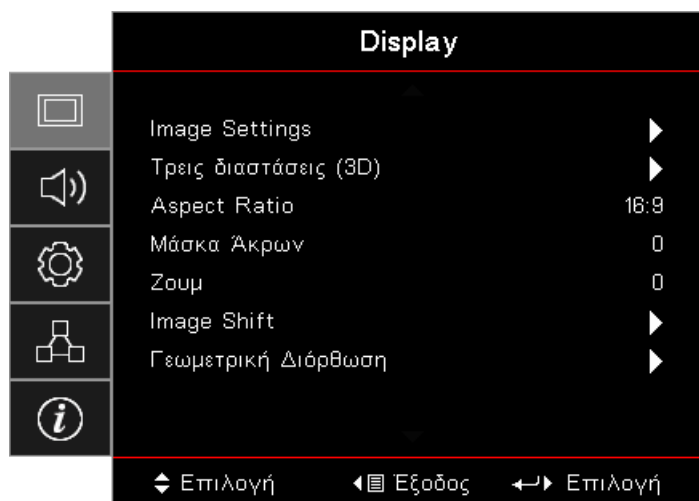 Display
Image Settings
Τρεις διαστάσεις (3D)
Aspect Ratio 16:9
Μάσκα Άκρων 0
Ζουμ 0
Image Shift
Γεωμετρική Διόρθωση
Επιλογή Έξοδος Επιλογή